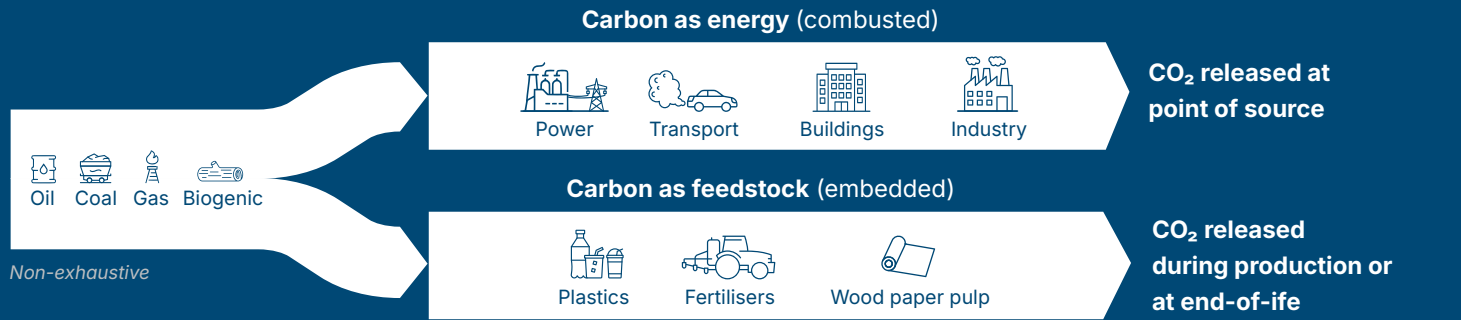 Carbon as energy (combusted)
Power Transport Buildings Industry
CO₂ released at
point of source
Oil Coal Gas Biogenic
Non-exhaustive
Carbon as feedstock (embedded)
Plastics Fertilisers Wood paper pulp
CO₂ released
during production or
at end-of-ife